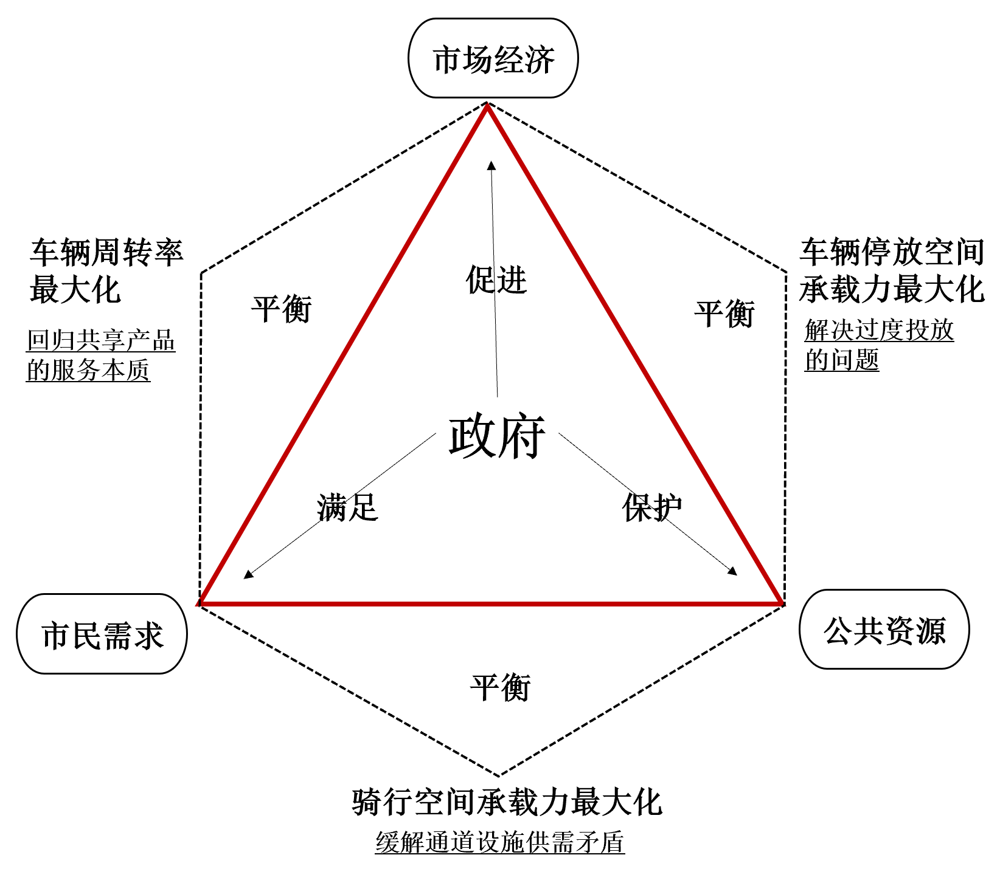 市场经济
车辆周转率
最大化
回归共享产品
的服务本质
平衡
促进
平衡
车辆停放空间
承载力最大化
解决过度投放
的问题
政府
满足
保护
市民需求
公共资源
平衡
骑行空间承载力最大化
缓解通道设施供需矛盾